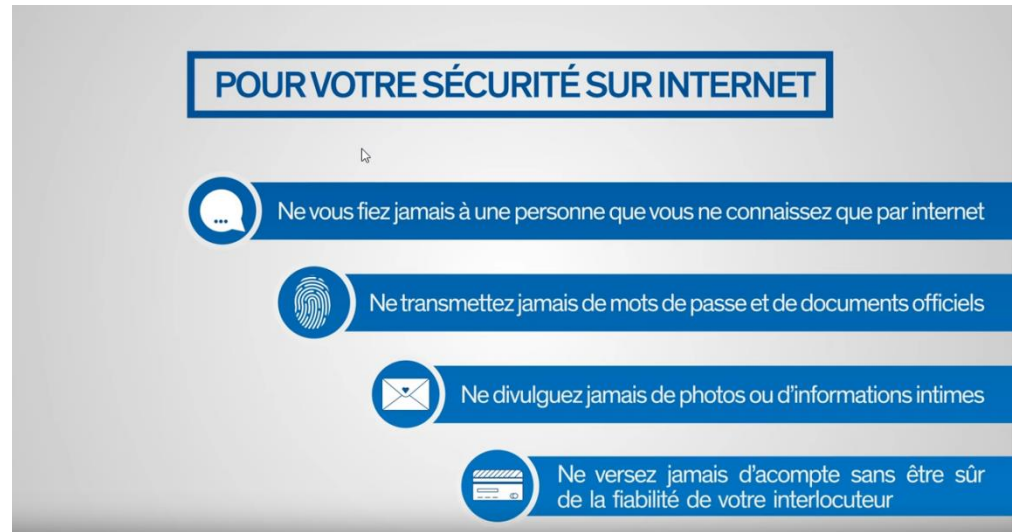 POUR VOTRE SÉCURITÉ SUR INTERNET
Ne vous fiez jamais à une personne que vous ne connaissez que par internet
Ne transmettez jamais de mots de passe et de documents officiels
Ne divulguez jamais de photos ou d'informations intimes
Ne versez jamais d'acompte sans être sûr
de la fiabilité de votre interlocuteur